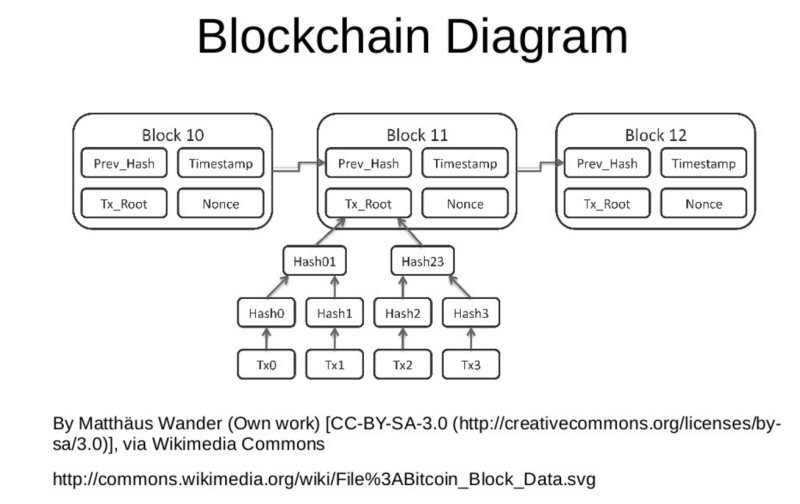 Blockchain Diagram
Block 10
Block 11
Block 12
Prev_Hash Timestamp
Prev_Hash Timestamp
Prev_Hash Timestamp
Tx_Root Nonce
Tx_Root Nonce
Tx_Root Nonce
Hash01
Hash23
Hash0
Hash1
Hash2
Hash3
Tx0
Tx1
Tx2
Tx3
By Matthäus Wander (Own work) [CC-BY-SA-3.0 (http://creativecommons.org/licenses/by-
sa/3.0)], via Wikimedia Commons
http://commons.wikimedia.org/wiki/File%3ABitcoin_Block_Data.svg